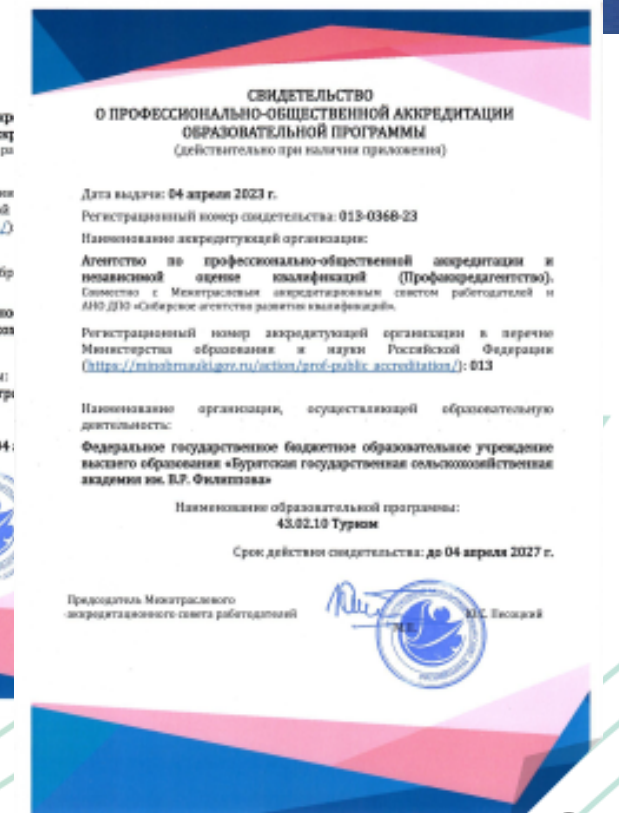 СВИДЕТЕЛЬСТВО
О ПРОФЕССИОНАЛЬНО-ОБЩЕСТВЕННОЙ АККРЕДИТАЦИИ
ОБРАЗОВАТЕЛЬНОЙ ПРОГРАММЫ
(действительно при наличии приложения)
Дата выдачи: 04 апреля 2023 г.
Регистрационный номер свидетельства: 013-0368-23
Наименование аккредитующей организации:
Агентство по профессионально-общественной аккредитации и
независимой оценке квалификаций (Профаккредагентство).
Совместно с Межотраслевым аккредитационным советом работодателей и
АНО ДПО «Сибирское агентство развития квалификаций».
Регистрационный номер аккредитующей организации в перечне
Министерства образования и науки Российской Федерации
(https://minobrnauki.gov.ru/action/prof-public_accreditation/): 013
Наименование организации, осуществляющей образовательную
деятельность:
Федеральное государственное бюджетное образовательное учреждение
высшего образования «Бурятская государственная сельскохозяйственная
академия им. В.Р. Филиппова»
Наименование образовательной программы:
43.02.10 Туризм
Срок действия свидетельства: до 04 апреля 2027 г.
Председатель Межотраслевого
аккредитационного совета работодателей
Ю.С. Песоцкий
М.П.